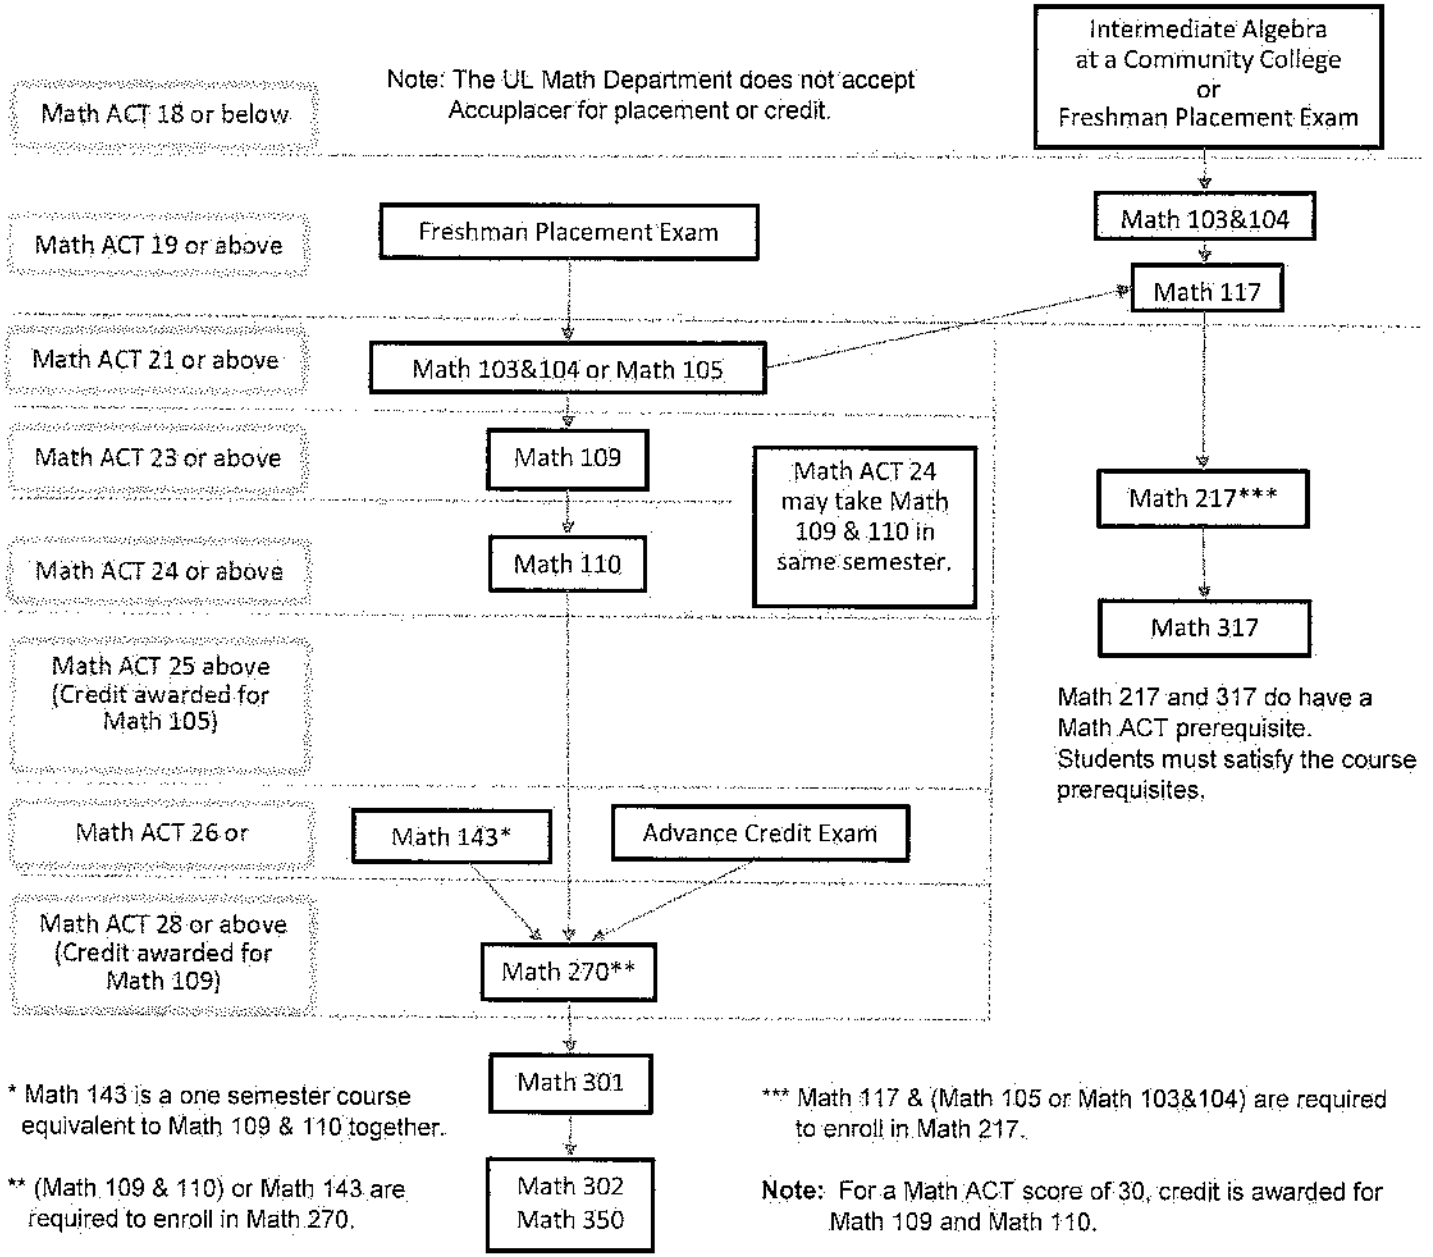 Intermediate Algebra
at a Community College
or
Freshman Placement Exam
Note: The UL Math Department does not accept
Accuplacer for placement or credit.
Math ACT 18 or below
Math 103&104
Math ACT 19 or above
Freshman Placement Exam
Math 117
Math ACT 21 or above
Math 103&104 or Math 105
Math ACT 23 or above
Math 109
Math ACT 24
may take Math
109 & 110 in
same semester.
Math 217***
Math ACT 24 or above
Math 110
Math 317
Math ACT 25 above
(Credit awarded for
Math 105)
Math 217 and 317 do have a
Math ACT prerequisite.
Students must satisfy the course
prerequisites.
Math ACT 26 or
Math 143*
Advance Credit Exam
Math ACT 28 or above
(Credit awarded for
Math 109)
Math 270**
Math 301
* Math 143 is a one semester course
equivalent to Math 109 & 110 together.
*** Math 117 & (Math 105 or Math 103&104) are required
to enroll in Math 217.
** (Math 109 & 110) or Math 143 are
required to enroll in Math 270.
Math 302
Math 350
Note: For a Math ACT score of 30, credit is awarded for
Math 109 and Math 110.